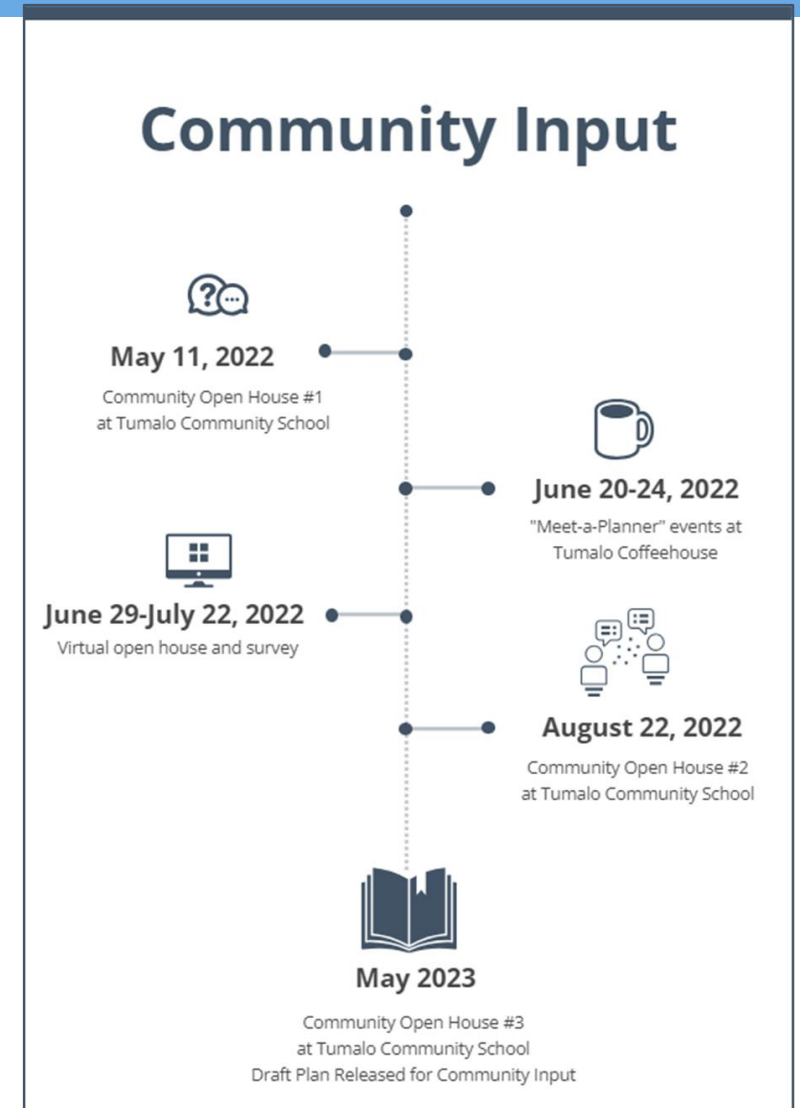 Community Input
May 11, 2022
Community Open House #1
at Tumalo Community School
June 20-24, 2022
"Meet-a-Planner" events at
Tumalo Coffeehouse
June 29-July 22, 2022
Virtual open house and survey
August 22, 2022
Community Open House #2
at Tumalo Community School
May 2023
Community Open House #3
at Tumalo Community School
Draft Plan Released for Community Input